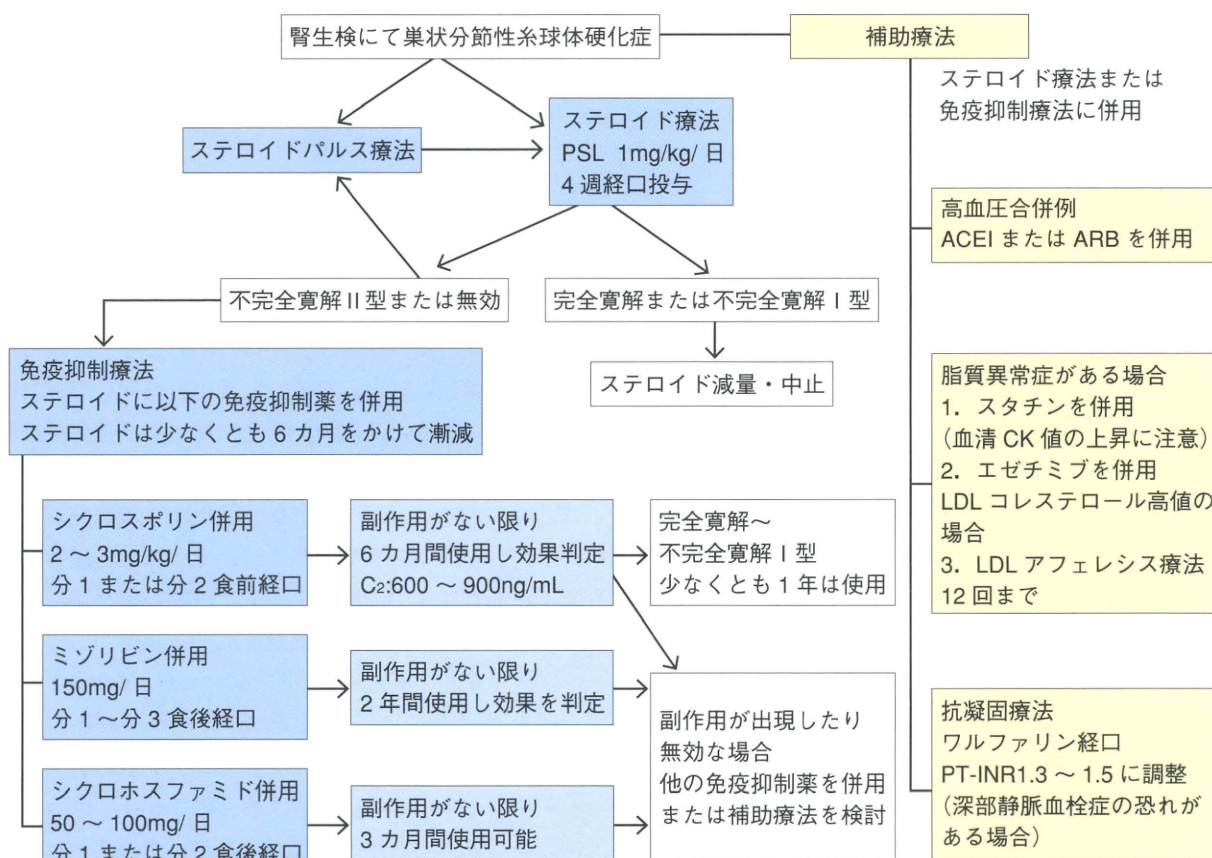 腎生検にて巣状分節性糸球体硬化症
補助療法
ステロイド療法または
免疫抑制療法に併用
ステロイドパルス療法
ステロイド療法
PSL 1mg/kg/ 日
4 週経口投与
高血圧合併例
ACEI または ARB を併用
不完全寛解 II 型または無効
完全寛解または不完全寛解 I 型
ステロイド減量・中止
免疫抑制療法
ステロイドに以下の免疫抑制薬を併用
ステロイドは少なくとも 6 カ月をかけて漸減
脂質異常症がある場合
1. スタチンを併用
(血清 CK 値の上昇に注意)
2. エゼチミブを併用
LDL コレステロール高値の
場合
3. LDL アフェレシス療法
12 回まで
シクロスポリン併用
2 ～ 3mg/kg/ 日
分 1 または分 2 食前経口
副作用がない限り
6 カ月間使用し効果判定
C2:600 ～ 900ng/mL
完全寛解～
不完全寛解 I 型
少なくとも 1 年は使用
ミゾリビン併用
150mg/ 日
分 1 ～分 3 食後経口
副作用がない限り
2 年間使用し効果を判定
副作用が出現したり
無効な場合
他の免疫抑制薬を併用
または補助療法を検討
シクロホスファミド併用
50 ～ 100mg/ 日
分 1 または分 2 食後経口
副作用がない限り
3 カ月間使用可能
抗凝固療法
ワルファリン経口
PT-INR1.3 ～ 1.5 に調整
(深部静脈血栓症の恐れが
ある場合)